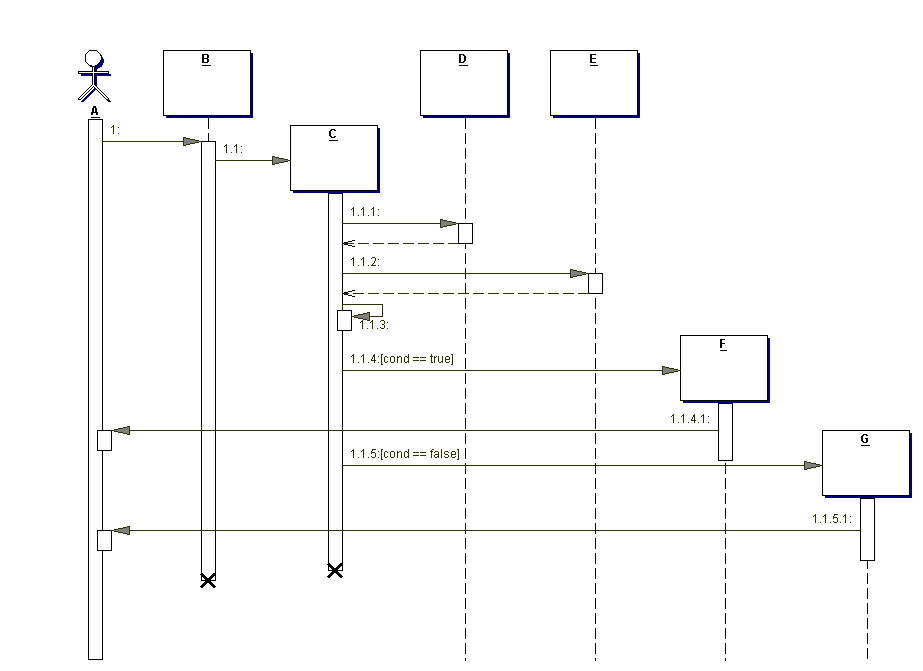 B
D
E
A
1:
C
1.1:
1.1.1:
1.1.2:
1.1.3:
F
1.1.4:[cond == true]
1.1.4.1:
G
1.1.5:[cond == false]
1.1.5.1: